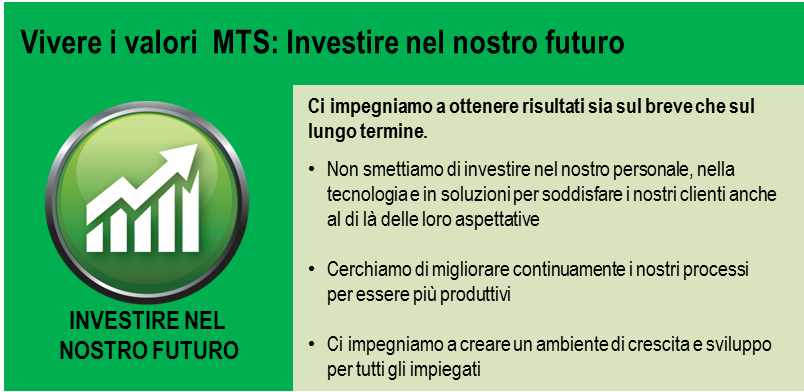 Vivere i valori MTS: Investire nel nostro futuro
INVESTIRE NEL
NOSTRO FUTURO
Ci impegniamo a ottenere risultati sia sul breve che sul
lungo termine.
• Non smettiamo di investire nel nostro personale, nella
tecnologia e in soluzioni per soddisfare i nostri clienti anche
al di là delle loro aspettative
• Cerchiamo di migliorare continuamente i nostri processi
per essere più produttivi
• Ci impegniamo a creare un ambiente di crescita e sviluppo
per tutti gli impiegati